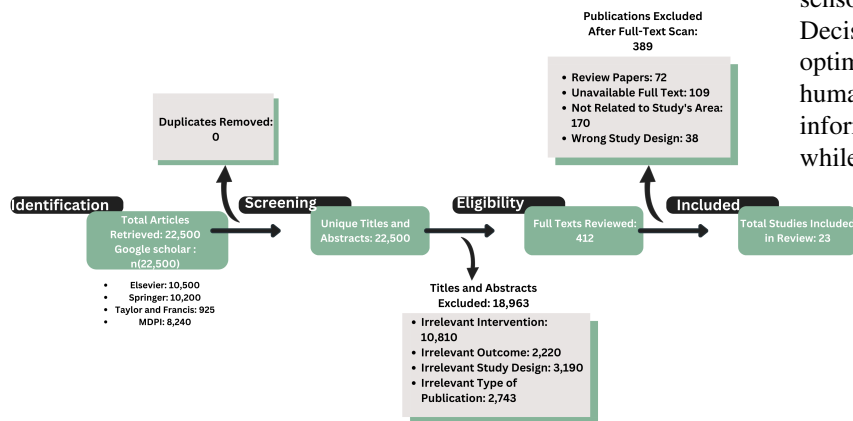 Identification
Total Articles
Retrieved: 22,500
Google scholar :
n(22,500)
Elsevier: 10,500
Springer: 10,200
Taylor and Francis: 925
MDPI: 8,240
Duplicates Removed:
0
Screening
Unique Titles and
Abstracts: 22,500
Titles and Abstracts
Excluded: 18,963
Irrelevant Intervention:
10,810
Irrelevant Outcome: 2,220
Irrelevant Study Design: 3,190
Irrelevant Type of
Publication: 2,743
Eligibility
Full Texts Reviewed:
412
Publications Excluded
After Full-Text Scan:
389
Review Papers: 72
Unavailable Full Text: 109
Not Related to Study's Area:
170
Wrong Study Design: 38
Included
Total Studies Included
in Review: 23
while